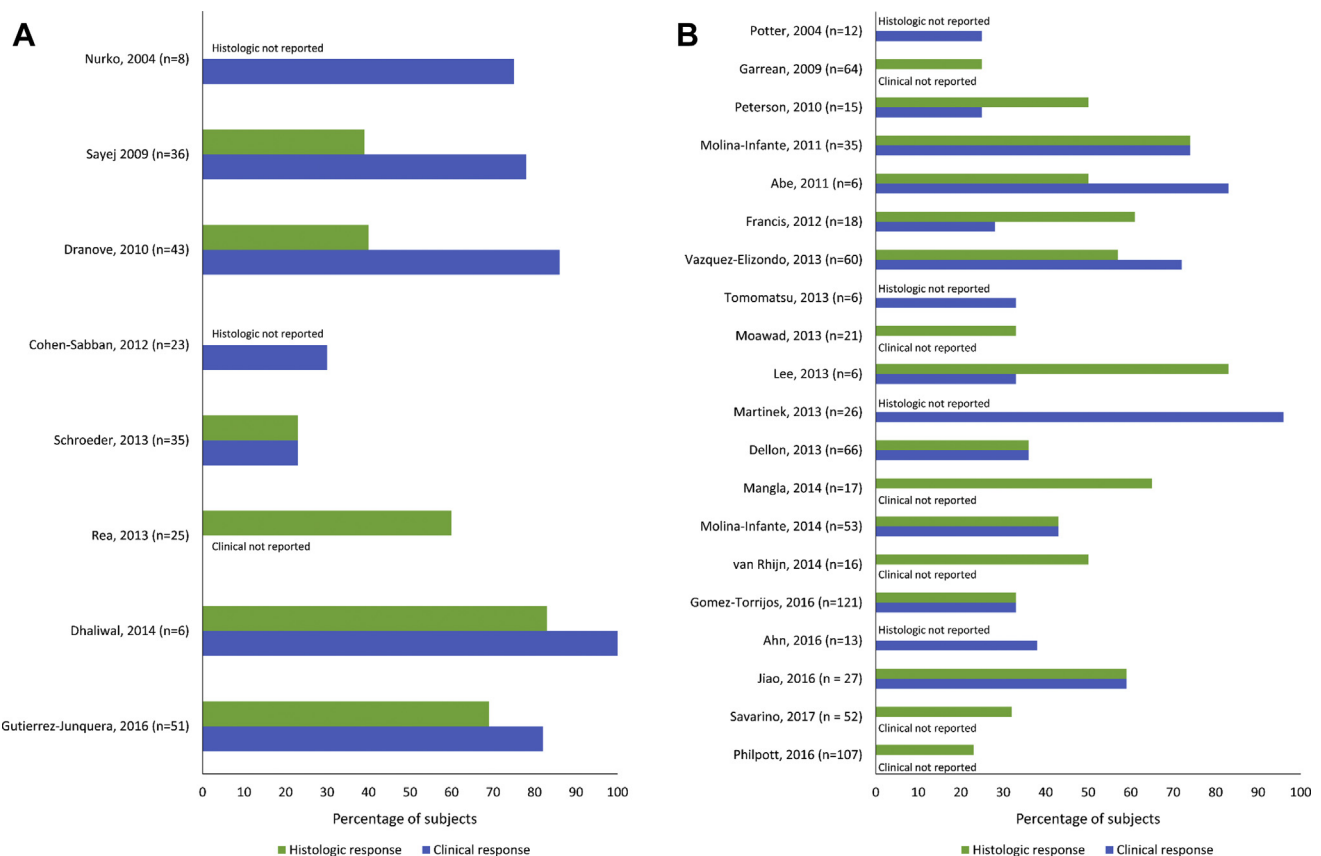 A
Nurko, 2004 (n=8)
Histologic not reported
Sayej 2009 (n=36)
Dranove, 2010 (n=43)
Cohen-Sabban, 2012 (n=23)
Histologic not reported
Schroeder, 2013 (n=35)
Rea, 2013 (n=25)
Clinical not reported
Dhaliwal, 2014 (n=6)
Gutierrez-Junquera, 2016 (n=51)
0 10 20 30 40 50 60 70 80 90 100
Percentage of subjects
Histologic response Clinical response
B
Potter, 2004 (n=12)
Histologic not reported
Garrean, 2009 (n=64)
Clinical not reported
Peterson, 2010 (n=15)
Molina-Infante, 2011 (n=35)
Abe, 2011 (n=6)
Francis, 2012 (n=18)
Vazquez-Elizondo, 2013 (n=60)
Tomomatsu, 2013 (n=6)
Histologic not reported
Moawad, 2013 (n=21)
Clinical not reported
Lee, 2013 (n=6)
Martinek, 2013 (n=26)
Histologic not reported
Dellon, 2013 (n=66)
Mangla, 2014 (n=17)
Clinical not reported
Molina-Infante, 2014 (n=53)
van Rhijn, 2014 (n=16)
Clinical not reported
Gomez-Torrijos, 2016 (n=121)
Ahn, 2016 (n=13)
Histologic not reported
Jiao, 2016 (n = 27)
Savarino, 2017 (n = 52)
Clinical not reported
Philpott, 2016 (n=107)
Clinical not reported
0 10 20 30 40 50 60 70 80 90 100
Percentage of subjects
Histologic response Clinical response